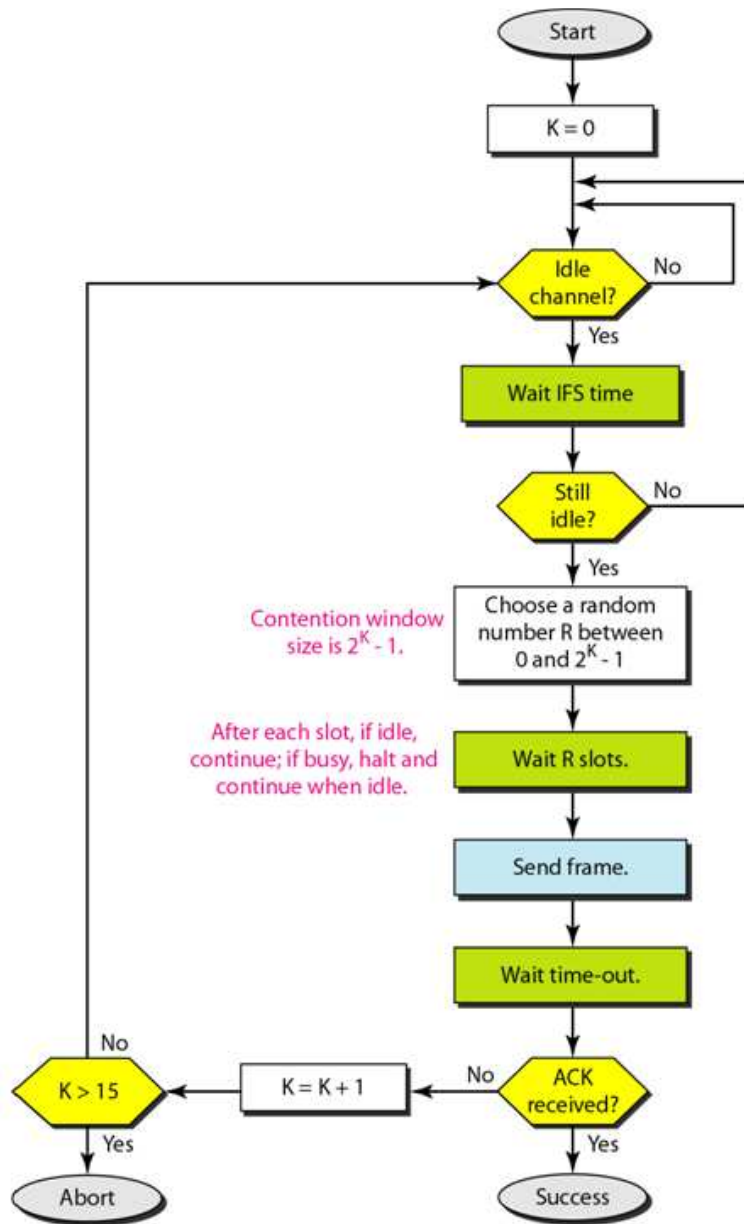 Start
K = 0
Idle
channel?
No
Yes
Wait IFS time
Still
idle?
No
Yes
Contention window
size is 2^K - 1.
Choose a random
number R between
0 and 2^K - 1
After each slot, if idle,
continue; if busy, halt and
continue when idle.
Wait R slots.
Send frame.
Wait time-out.
ACK
received?
No
Yes
K = K + 1
K > 15
No
Yes
Abort
Success